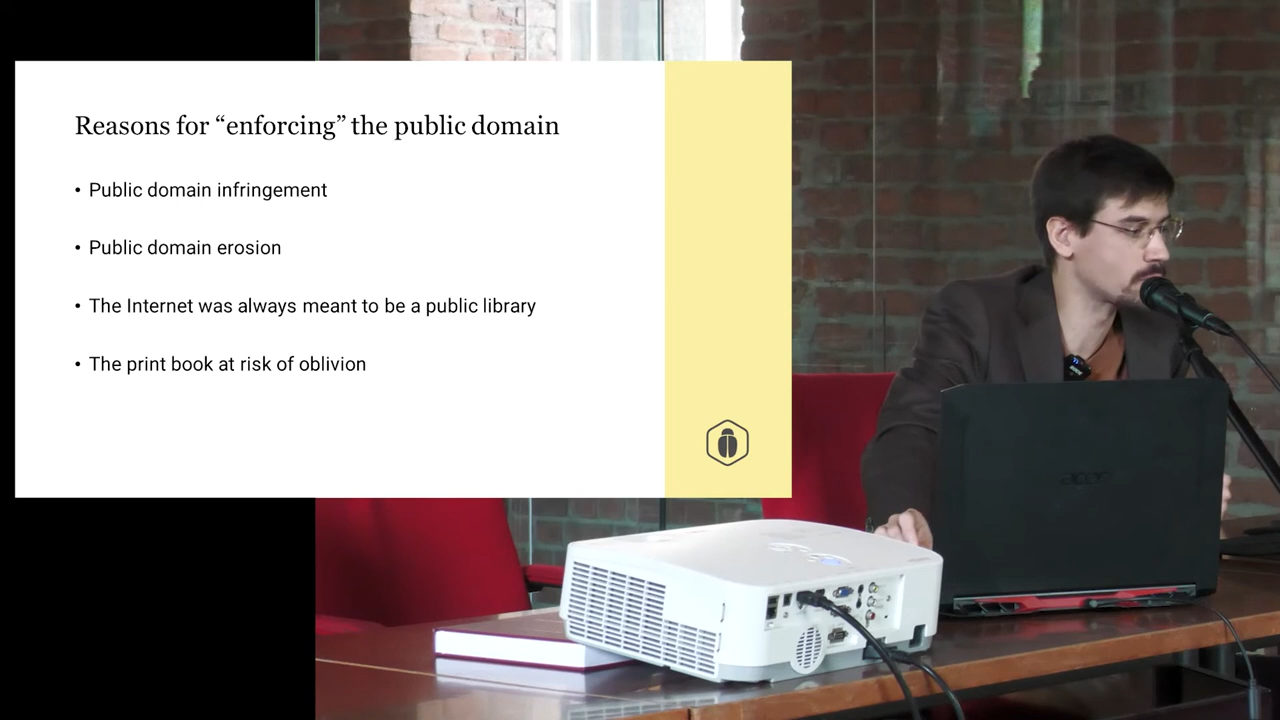 Reasons for “enforcing” the public domain
• Public domain infringement
• Public domain erosion
• The Internet was always meant to be a public library
• The print book at risk of oblivion
acer